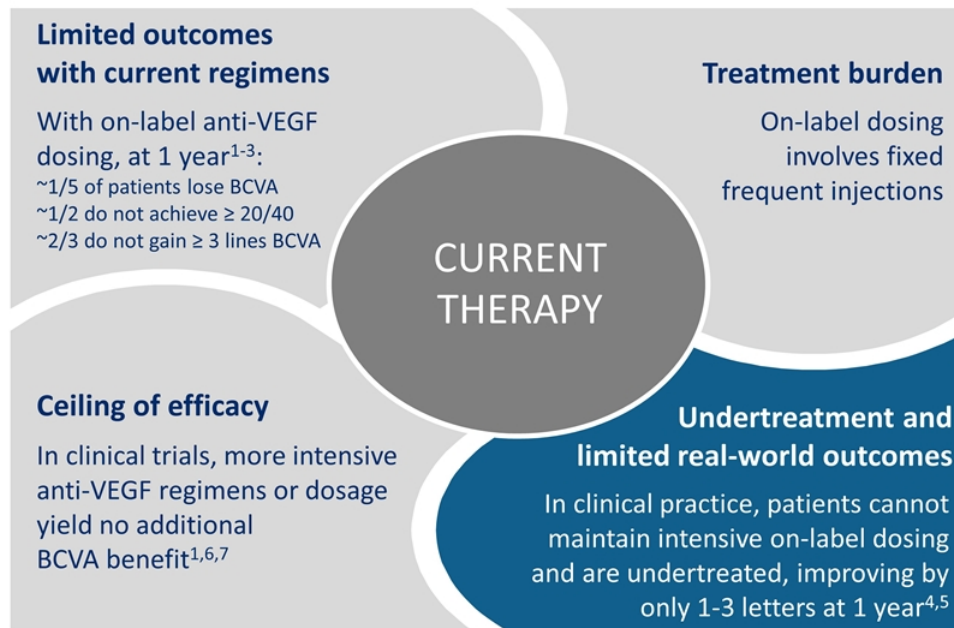 Limited outcomes
with current regimens
With on-label anti-VEGF
dosing, at 1 year1-3:
~1/5 of patients lose BCVA
~1/2 do not achieve ≥ 20/40
~2/3 do not gain ≥ 3 lines BCVA
Treatment burden
On-label dosing
involves fixed
frequent injections
CURRENT
THERAPY
Ceiling of efficacy
In clinical trials, more intensive
anti-VEGF regimens or dosage
yield no additional
BCVA benefit1,6,7
Undertreatment and
limited real-world outcomes
In clinical practice, patients cannot
maintain intensive on-label dosing
and are undertreated, improving by
only 1-3 letters at 1 year4,5